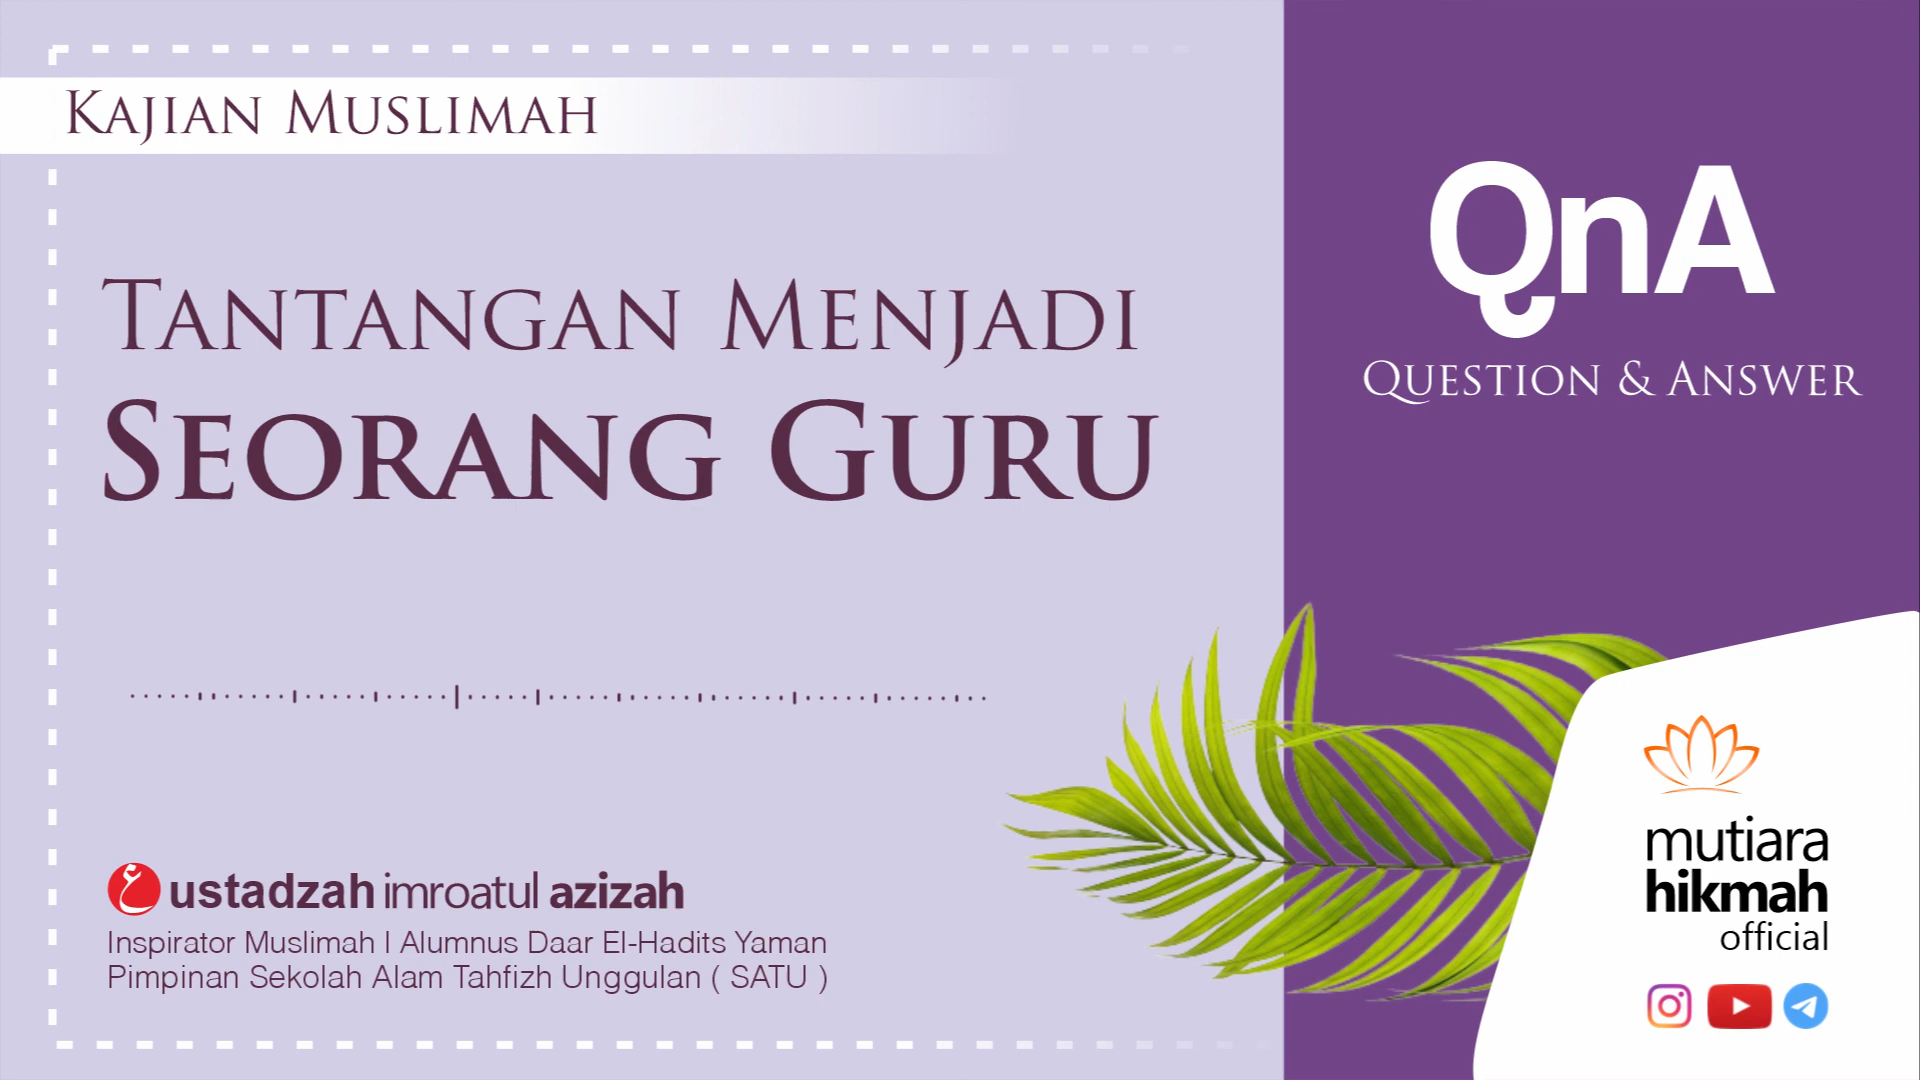 Kajian Muslimah
Tantangan Menjadi
Seorang Guru
ustadzah imroatul azizah
Inspirator Muslimah I Alumnus Daar El-Hadits Yaman
Pimpinan Sekolah Alam Tahfizh Unggulan ( SATU )
QnA
Question & Answer
mutiara
hikmah
official